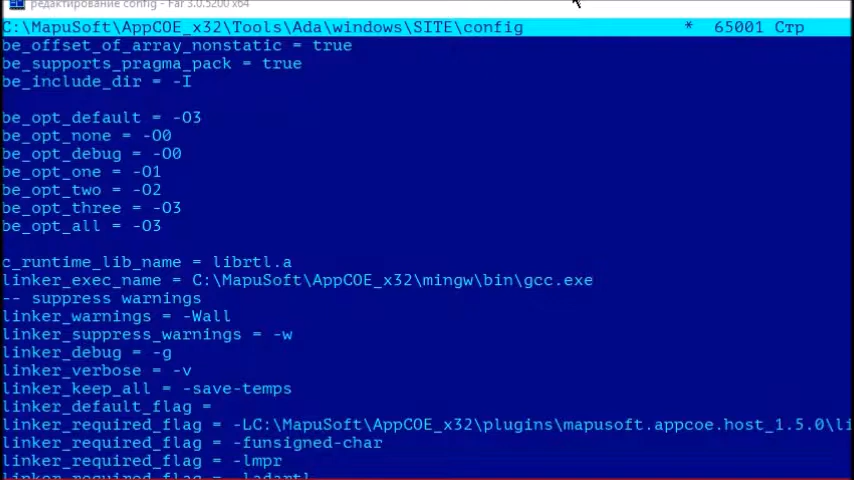 редактирование config - Far 3.0.5200 x64
C:\MapuSoft\AppCOE_x32\Tools\Ada\windows\SITE\config * 65001 Стр
be_offset_of_array_nonstatic = true
be_supports_pragma_pack = true
be_include_dir = -I
be_opt_default = -O3
be_opt_none = -O0
be_opt_debug = -O0
be_opt_one = -O1
be_opt_two = -O2
be_opt_three = -O3
be_opt_all = -O3
c_runtime_lib_name = librtl.a
linker_exec_name = C:\MapuSoft\AppCOE_x32\mingw\bin\gcc.exe
-- suppress warnings
linker_warnings = -Wall
linker_suppress_warnings = -w
linker_debug = -g
linker_verbose = -v
linker_keep_all = -save-temps
linker_default_flag =
linker_required_flag = -LC:\MapuSoft\AppCOE_x32\plugins\mapusoft.appcoe.host_1.5.0\li
linker_required_flag = -funsigned-char
linker_required_flag = -lmpr
linker_required_flag = -ladartl